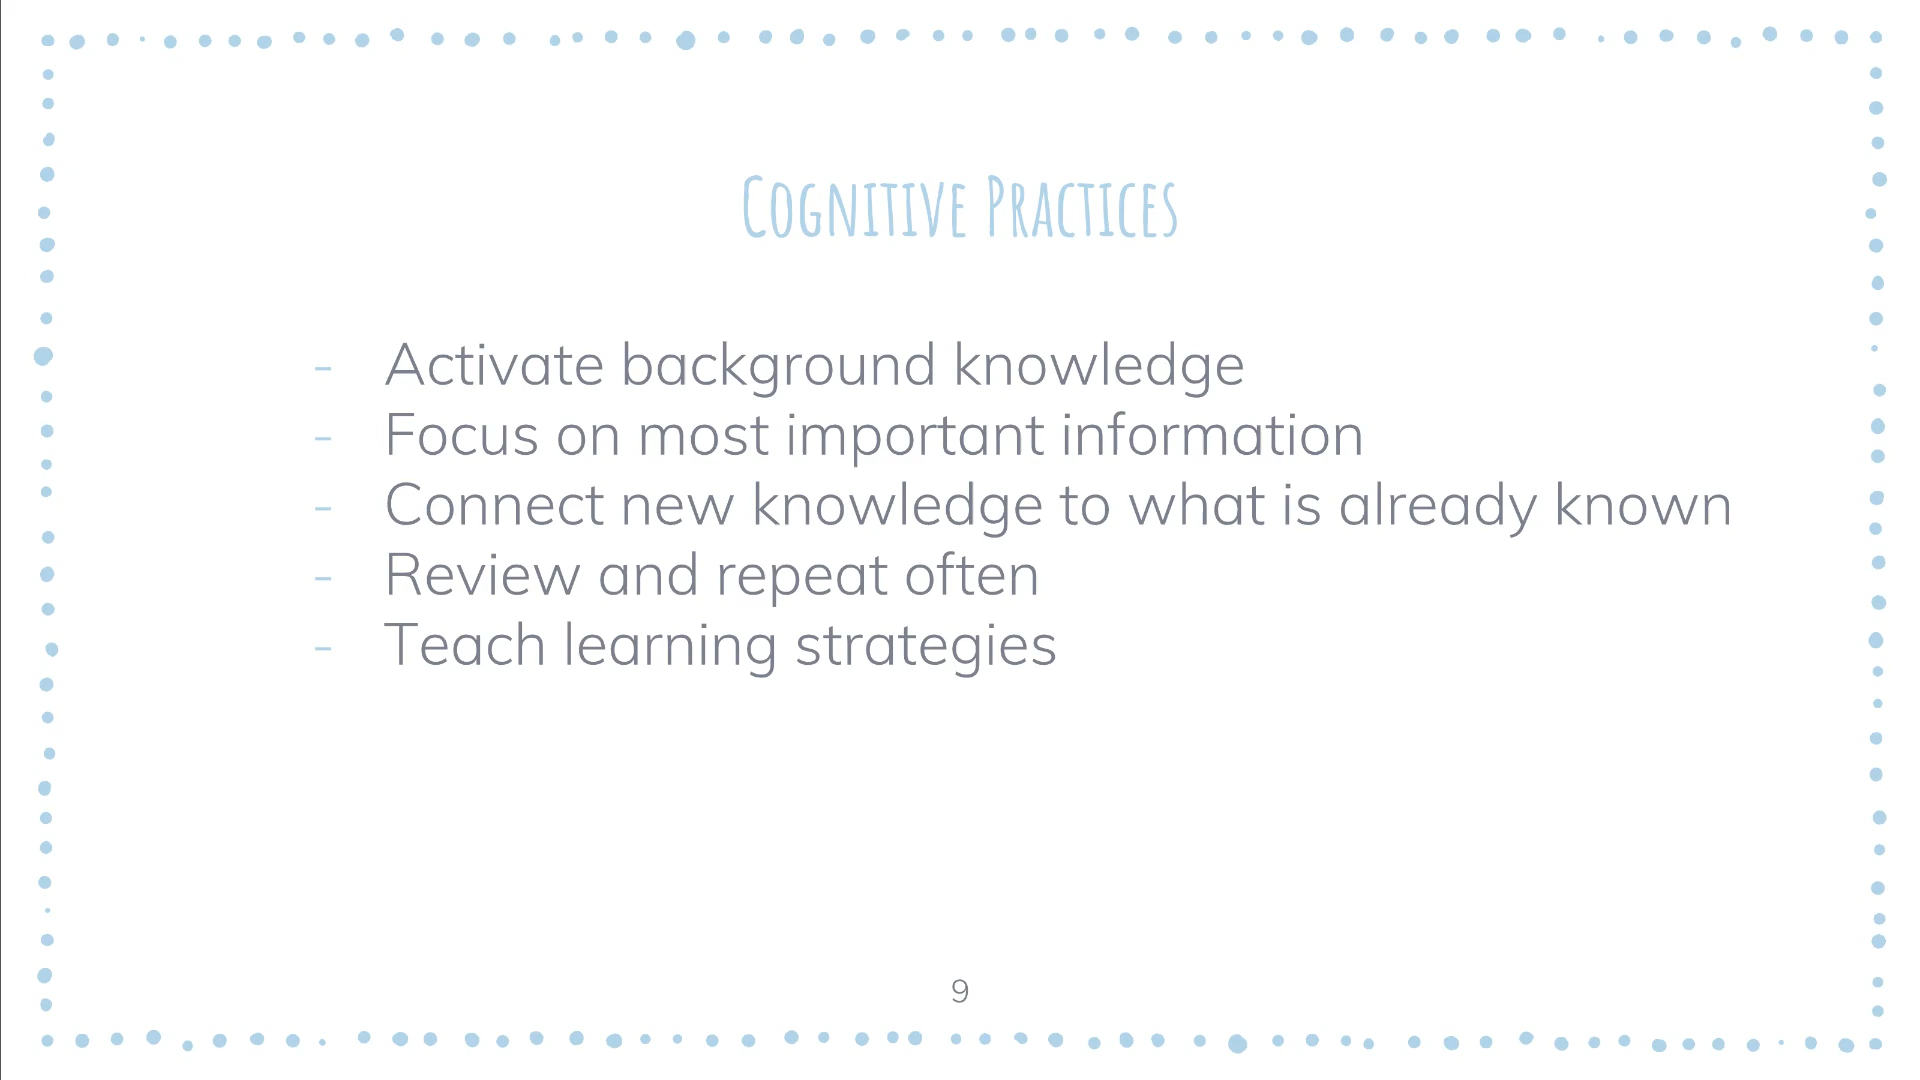 Cognitive Practices
- Activate background knowledge
- Focus on most important information
- Connect new knowledge to what is already known
- Review and repeat often
- Teach learning strategies
9